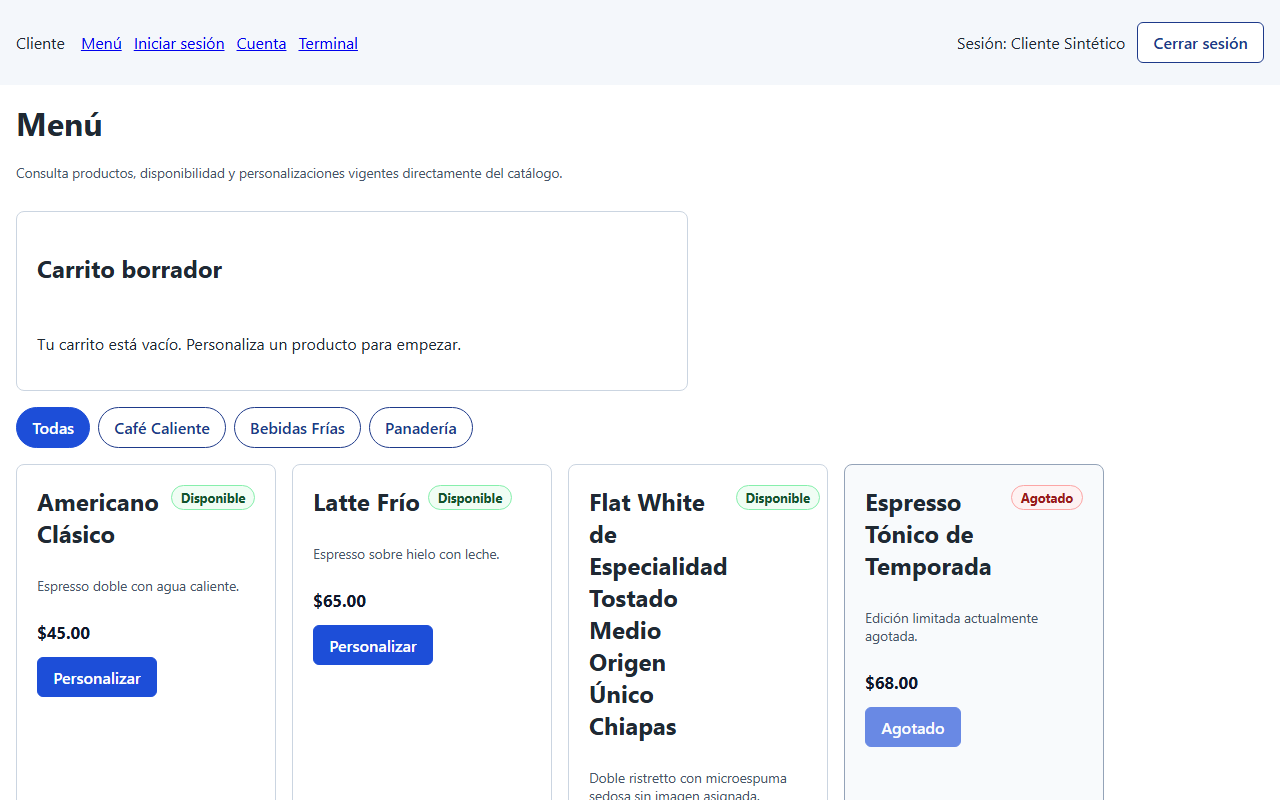 Cliente Menú Iniciar sesión Cuenta Terminal Sesión: Cliente Sintético Cerrar sesión
Menú
Consulta productos, disponibilidad y personalizaciones vigentes directamente del catálogo.
Carrito borrador
Tu carrito está vacío. Personaliza un producto para empezar.
Todas Café Caliente Bebidas Frías Panadería
Americano Clásico
Disponible
Espresso doble con agua caliente.
$45.00
Personalizar
Latte Frío
Disponible
Espresso sobre hielo con leche.
$65.00
Personalizar
Flat White
de
Especialidad
Tostado
Medio
Origen
Único
Chiapas
Disponible
Doble ristretto con microespuma
sedosa sin imagen asignada.
Espresso
Tónico de
Temporada
Agotado
Edición limitada actualmente
agotada.
$68.00
Agotado